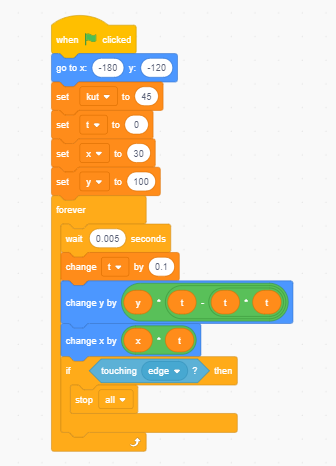 when clicked
go to x: -180 y: -120
set kut to 45
set t to 0
set x to 30
set y to 100
forever
wait 0.005 seconds
change t by 0.1
change y by y * t - t * t
change x by x * t
if touching edge ? then
stop all